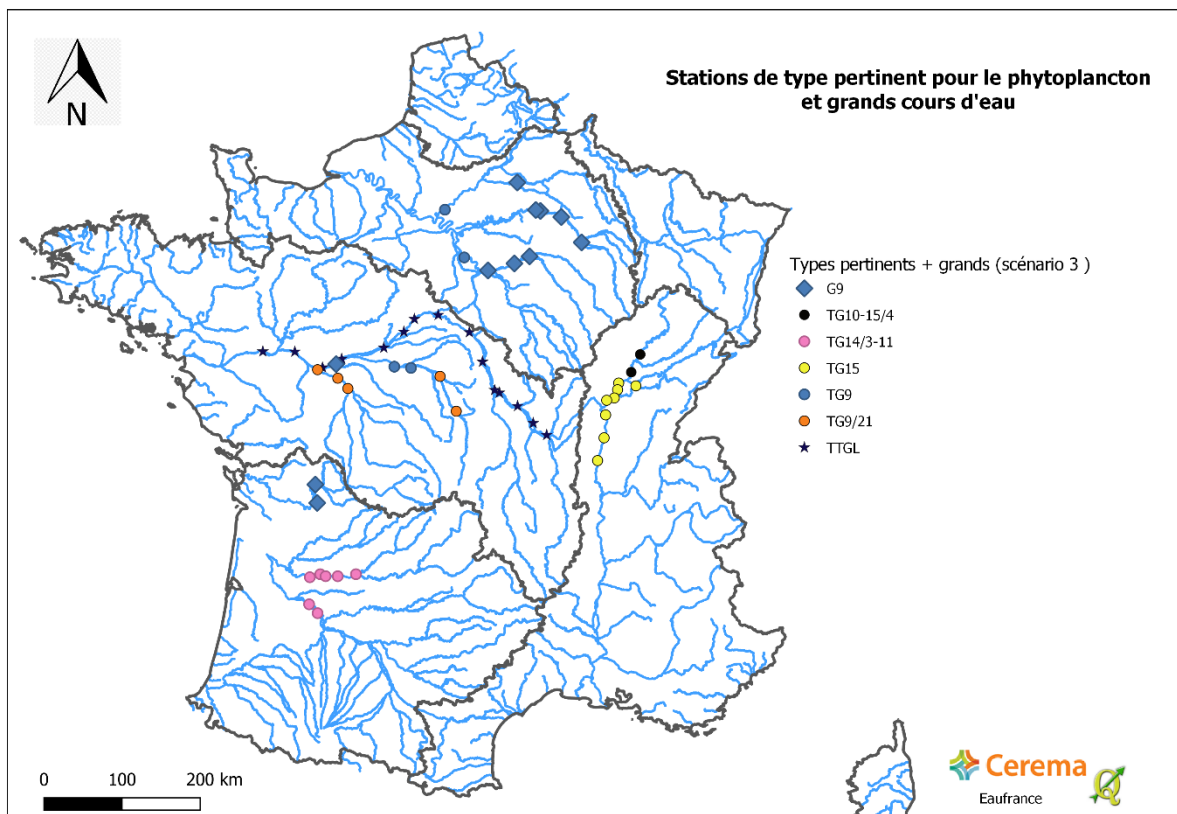 Stations de type pertinent pour le phytoplancton
et grands cours d'eau
N
Types pertinents + grands (scénario 3 )
G9
TG10-15/4
TG14/3-11
TG15
TG9
TG9/21
TTGL
0 100 200 km
Cerema
Eaufrance
Q